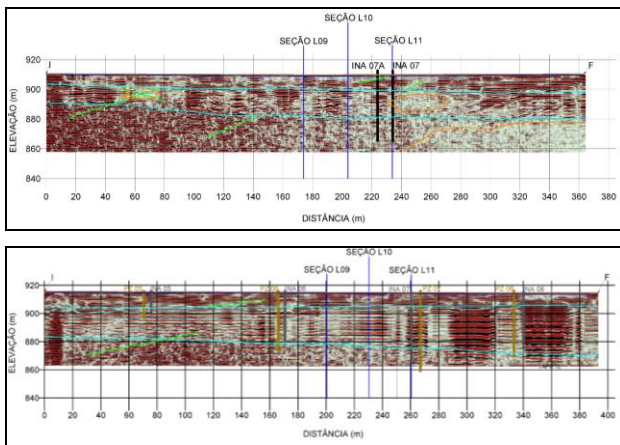 SEÇÃO L10
SEÇÃO L09 SEÇÃO L11
INA 07A INA 07
920 I F
900
880
860
840
ELEVAÇÃO (m)
0 20 40 60 80 100 120 140 160 180 200 220 240 260 280 300 320 340 360 380
DISTÂNCIA (m)
SEÇÃO L10
SEÇÃO L09 SEÇÃO L11
920 I F
900
880
860
840
ELEVAÇÃO (m)
0 20 40 60 80 100 120 140 160 180 200 220 240 260 280 300 320 340 360 380 400
DISTÂNCIA (m)